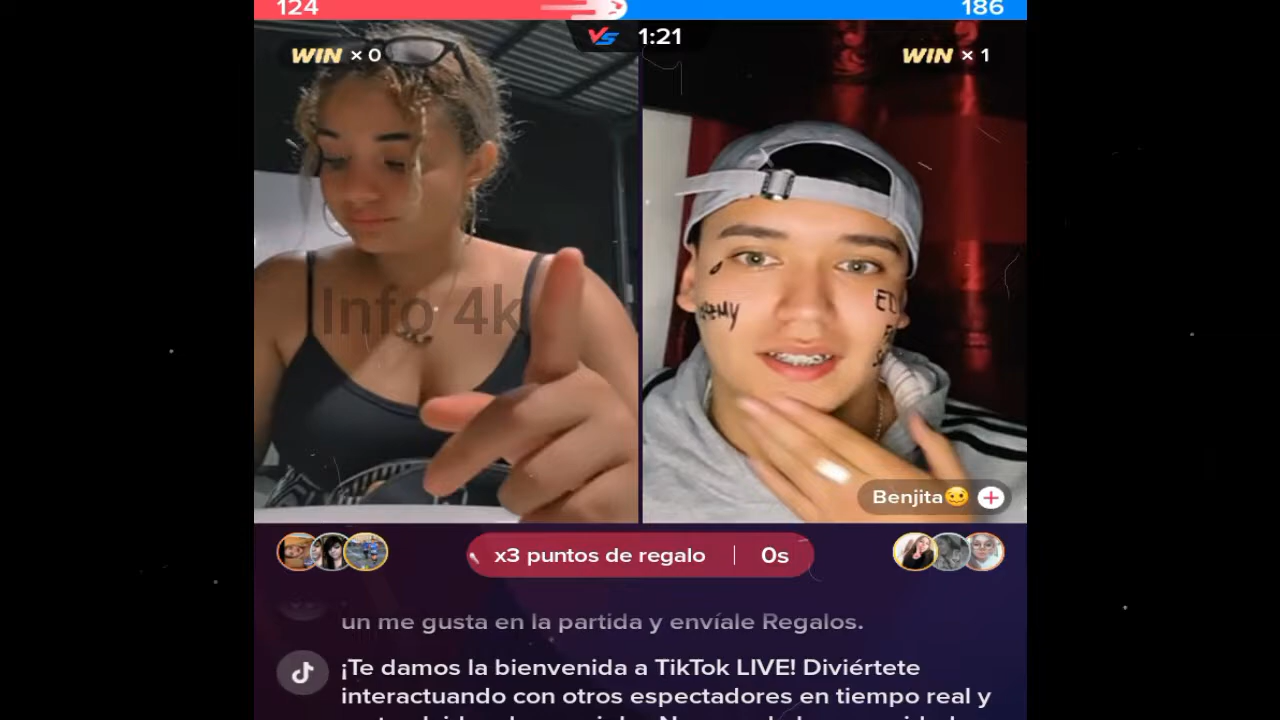 124
186
VS 1:21
WIN × 0
WIN × 1
Info 4k
Benjita
x3 puntos de regalo | 0s
un me gusta en la partida y envíale Regalos.
¡Te damos la bienvenida a TikTok LIVE! Diviértete
interactuando con otros espectadores en tiempo real y